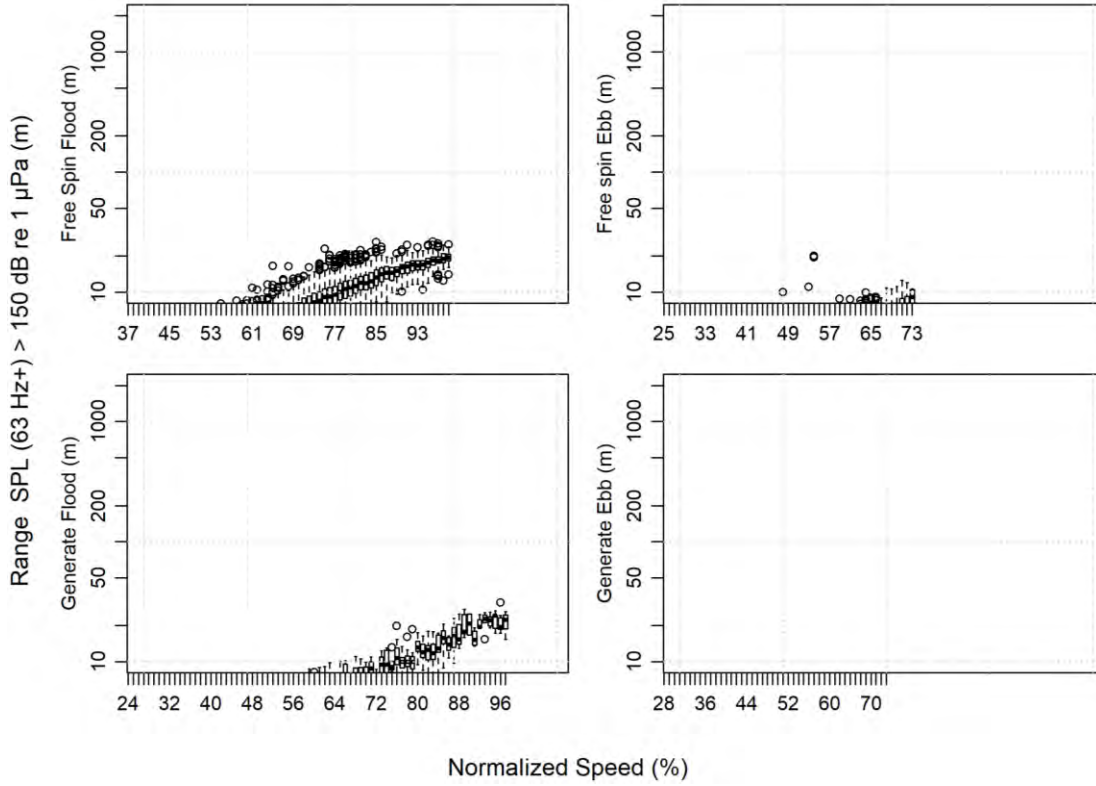 Range SPL (63 Hz+) > 150 dB re 1 µPa (m)
Free Spin Flood (m)
10 50 200 1000
37 45 53 61 69 77 85 93
Free spin Ebb (m)
10 50 200 1000
25 33 41 49 57 65 73
Generate Flood (m)
10 50 200 1000
24 32 40 48 56 64 72 80 88 96
Generate Ebb (m)
10 50 200 1000
28 36 44 52 60 70
Normalized Speed (%)